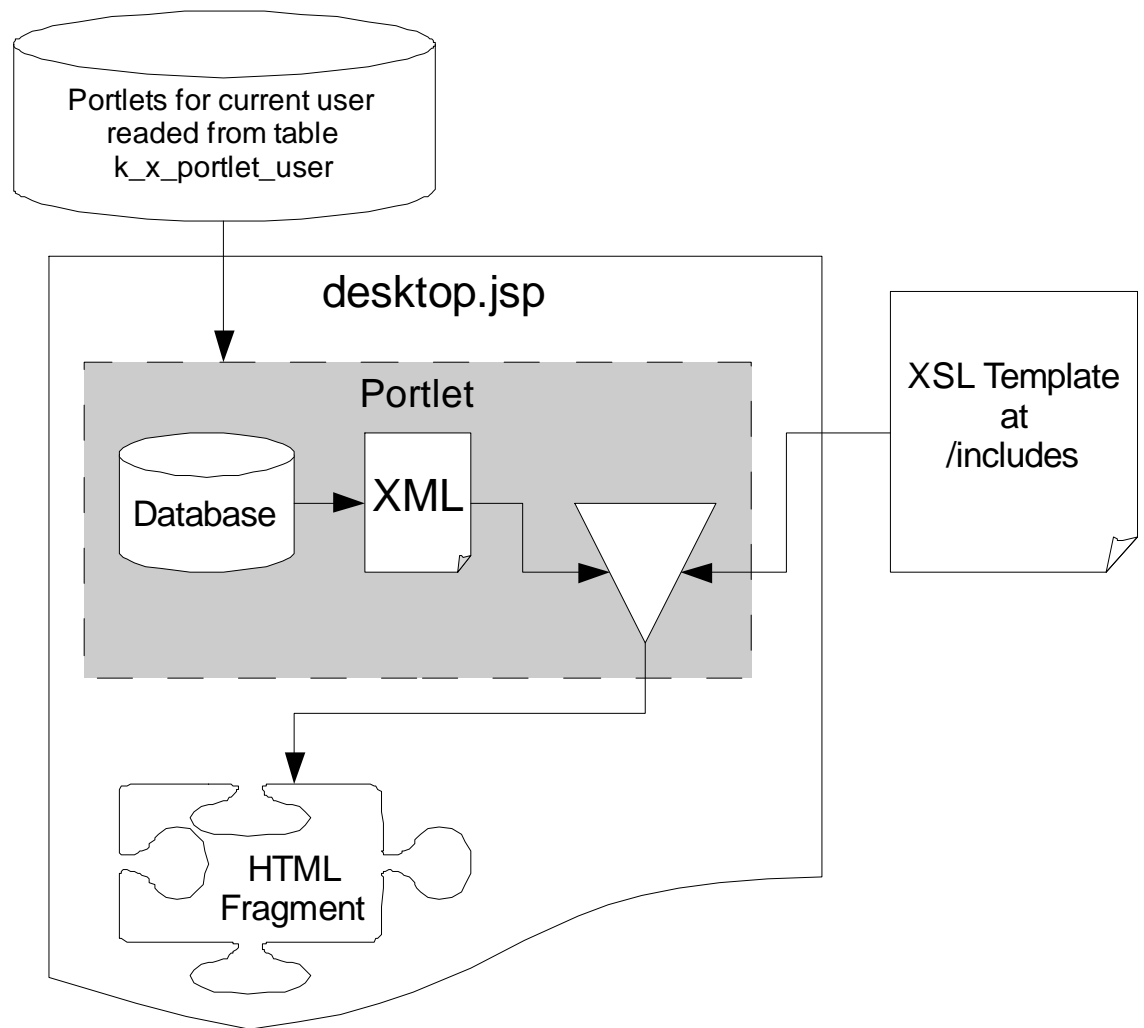 Portlets for current user
readed from table
k_x_portlet_user
desktop.jsp
Portlet
Database
XML
XSL Template
at
/includes
HTML
Fragment